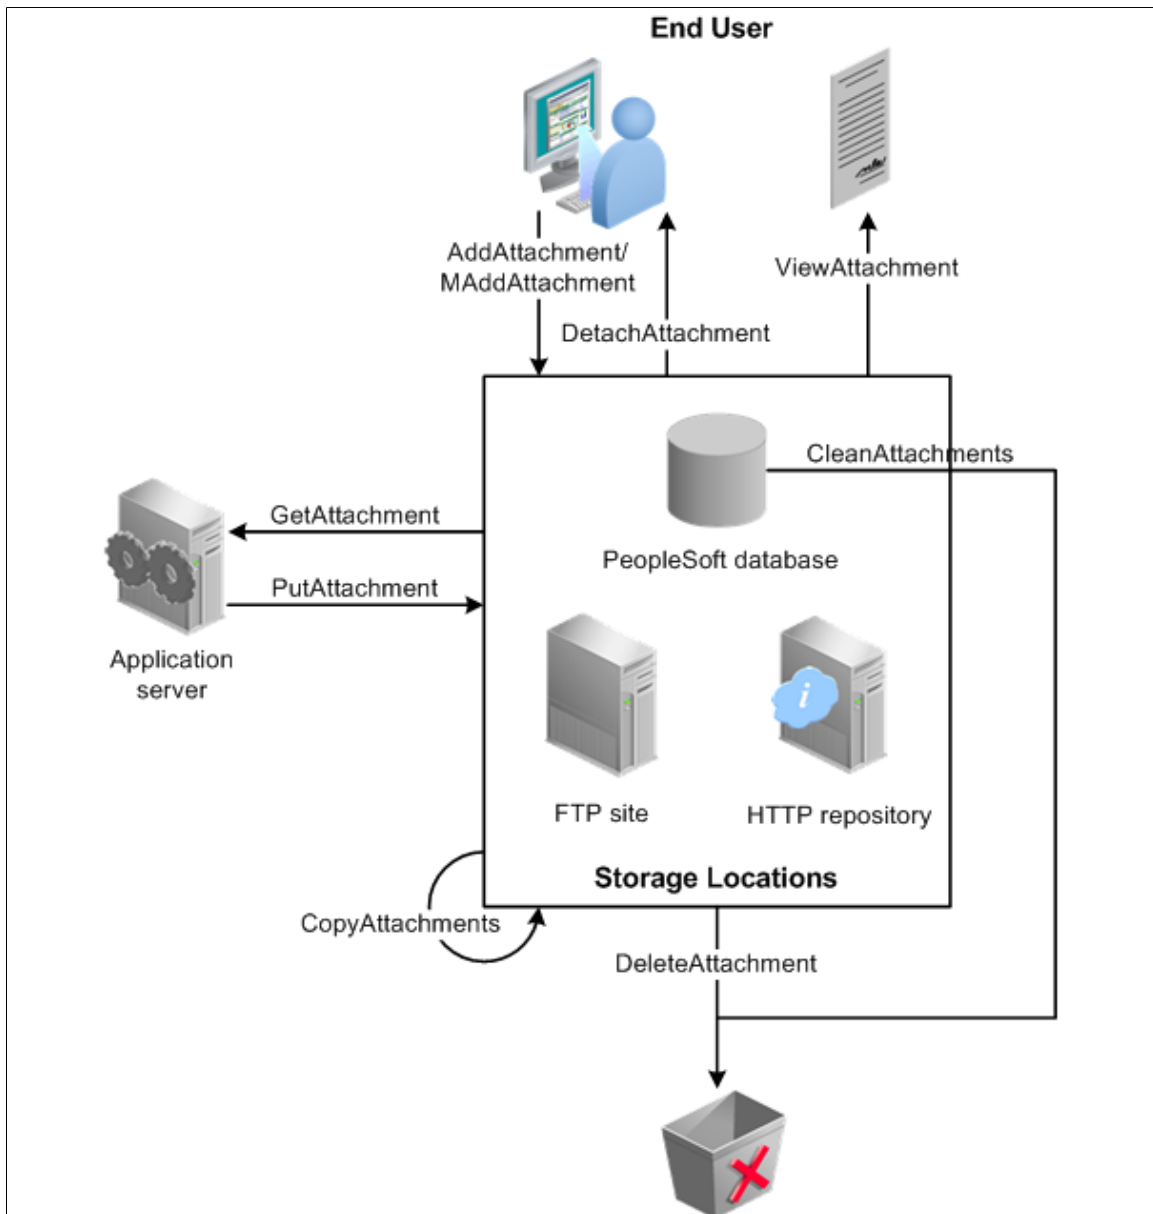 End User
AddAttachment/
MAddAttachment
ViewAttachment
DetachAttachment
CleanAttachments
GetAttachment
PeopleSoft database
PutAttachment
Application
server
FTP site
HTTP repository
Storage Locations
CopyAttachments
DeleteAttachment